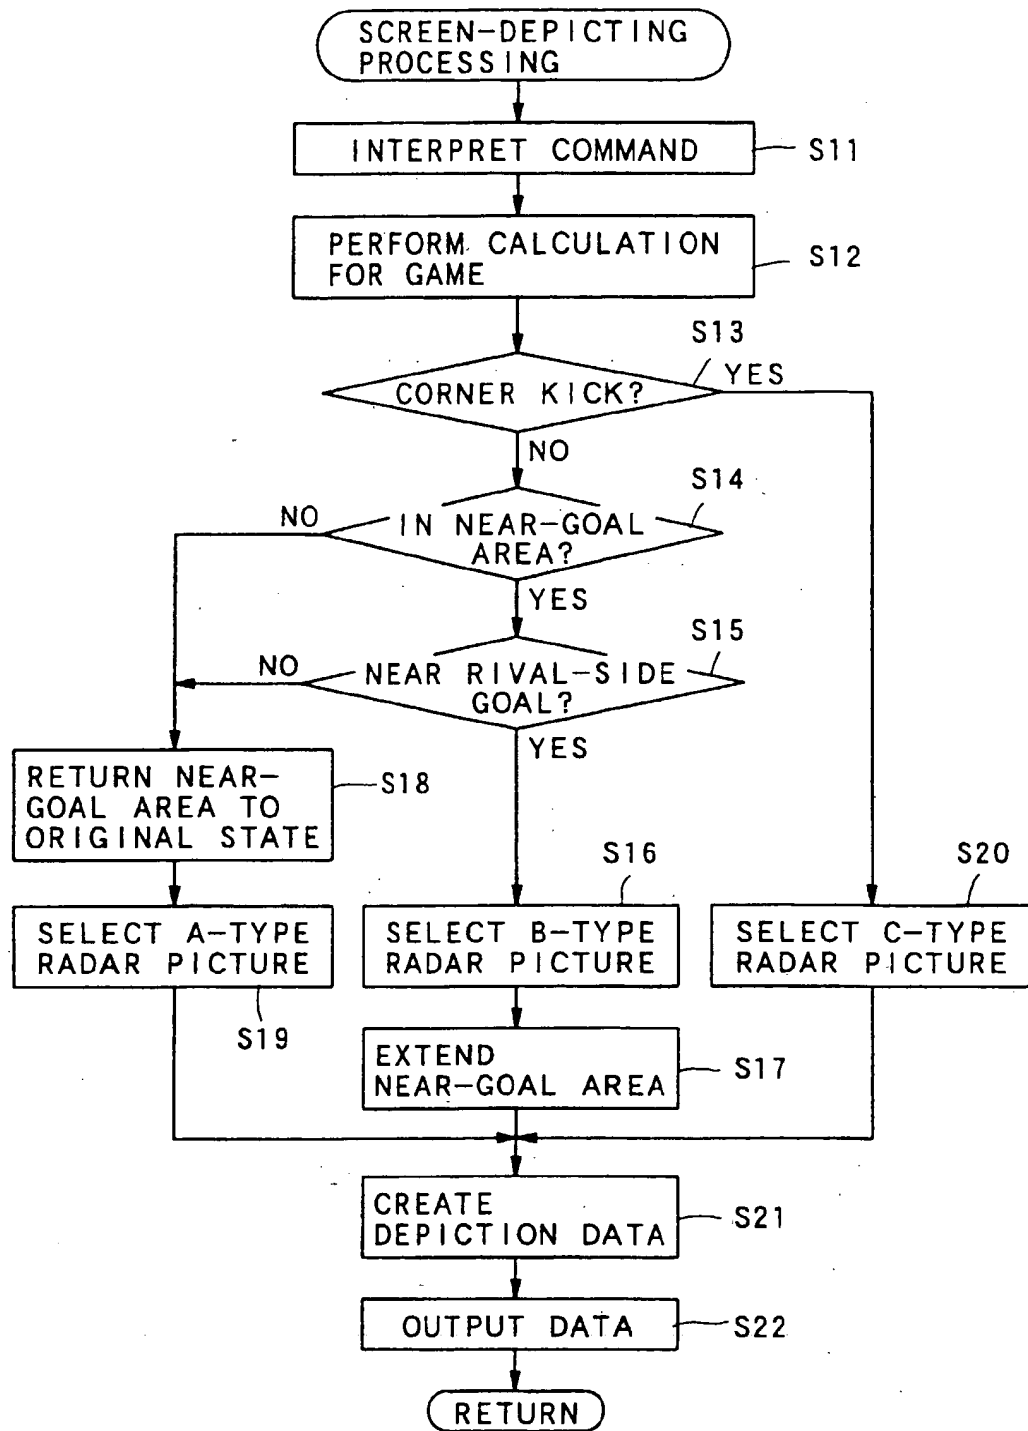 SCREEN-DEPICTING
PROCESSING
INTERPRET COMMAND
S11
PERFORM CALCULATION
FOR GAME
S12
S13
CORNER KICK?
YES
NO
S14
NO
IN NEAR-GOAL
AREA?
YES
S15
NO
NEAR RIVAL-SIDE
GOAL?
YES
RETURN NEAR-
GOAL AREA TO
ORIGINAL STATE
S18
S16
S20
SELECT A-TYPE
RADAR PICTURE
SELECT B-TYPE
RADAR PICTURE
SELECT C-TYPE
RADAR PICTURE
S19
EXTEND
NEAR-GOAL AREA
S17
CREATE
DEPICTION DATA
S21
OUTPUT DATA
S22
RETURN